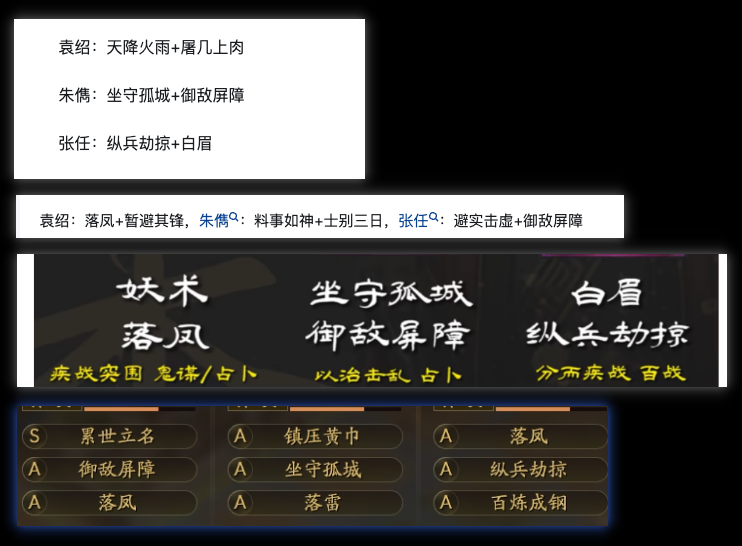 袁绍：天降火雨+屠几上肉
朱儁：坐守孤城+御敌屏障
张任：纵兵劫掠+白眉
袁绍：落凤+暂避其锋，朱儁：料事如神+士别三日，张任：避实击虚+御敌屏障
妖术 坐守孤城 白眉
落凤 御敌屏障 纵兵劫掠
疾战突围 鬼谋/占卜 以治击乱 占卜 分而疾战 百战
S 累世立名 A 镇压黄巾 A 落凤
A 御敌屏障 A 坐守孤城 A 纵兵劫掠
A 落凤 A 落雷 A 百炼成钢